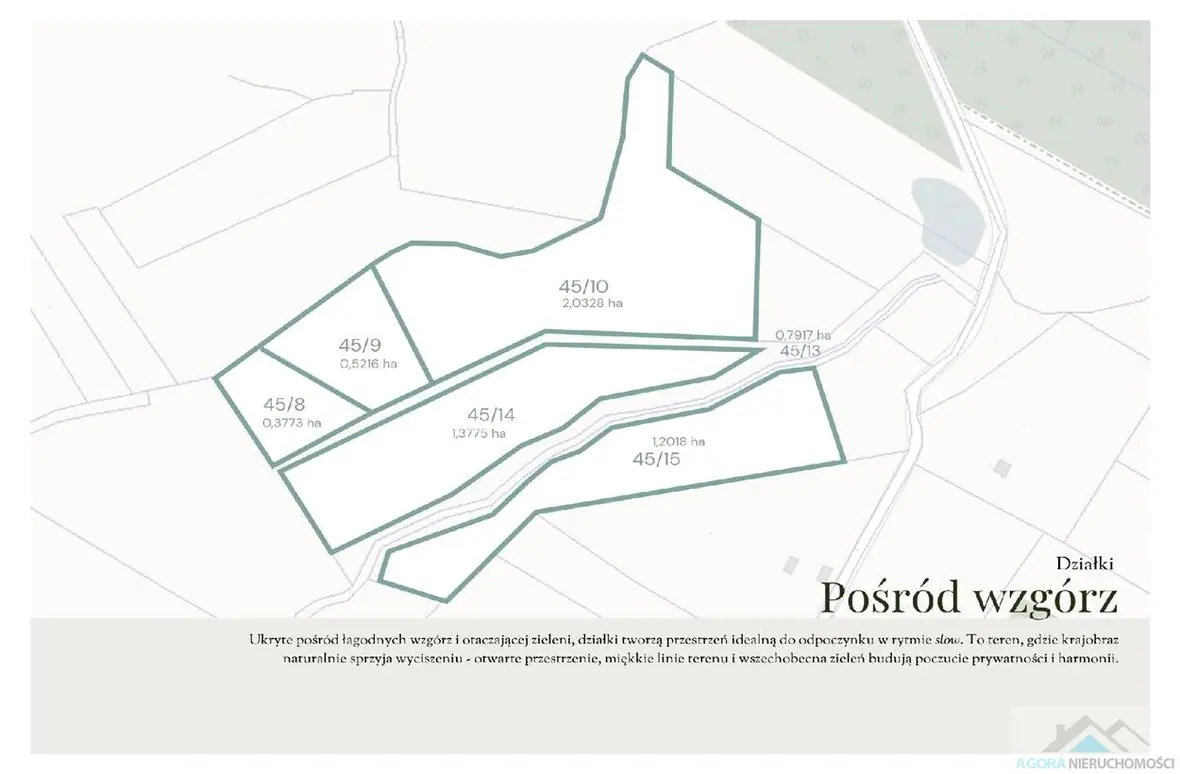 45/10
2,0328 ha
0,7917 ha
45/13
45/9
0,5216 ha
45/8
0,3773 ha
45/14
1,3775 ha
1,2018 ha
45/15
Działki
Pośród wzgórz
Ukryte pośród łagodnych wzgórz i otaczającej zieleni, działki tworzą przestrzeń idealną do odpoczynku w rytmie slow. To teren, gdzie krajobraz
naturalnie sprzyja wyciszeniu - otwarte przestrzenie, miękkie linie terenu i wszechobecna zieleń budują poczucie prywatności i harmonii.
AGORA NIERUCHOMOŚCI